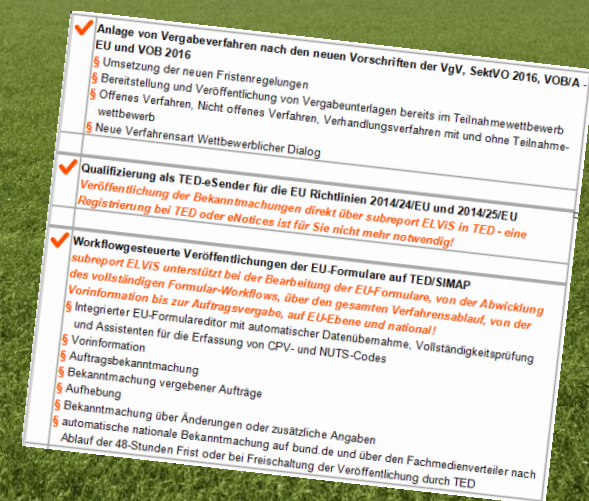 Anlage von Vergabeverfahren nach den neuen Vorschriften der VgV, SektVO 2016, VOB/A -
EU und VOB 2016
§ Umsetzung der neuen Fristenregelungen
§ Bereitstellung und Veröffentlichung von Vergabeunterlagen bereits im Teilnahmewettbewerb
§ Offenes Verfahren, Nicht offenes Verfahren, Verhandlungsverfahren mit und ohne Teilnahme-
wettbewerb
§ Neue Verfahrensart Wettbewerblicher Dialog
Qualifizierung als TED-eSender für die EU Richtlinien 2014/24/EU und 2014/25/EU
Veröffentlichung der Bekanntmachungen direkt über subreport ELViS in TED - eine
Registrierung bei TED oder eNotices ist für Sie nicht mehr notwendig!
Workflowgesteuerte Veröffentlichungen der EU-Formulare auf TED/SIMAP
subreport ELViS unterstützt bei der Bearbeitung der EU-Formulare, von der Abwicklung
des vollständigen Formular-Workflows, über den gesamten Verfahrensablauf, von der
Vorinformation bis zur Auftragsvergabe, auf EU-Ebene und national!
§ Integrierter EU-Formulareditor mit automatischer Datenübernahme, Vollständigkeitsprüfung
und Assistenten für die Erfassung von CPV- und NUTS-Codes
§ Vorinformation
§ Auftragsbekanntmachung
§ Bekanntmachung vergebener Aufträge
§ Aufhebung
§ Bekanntmachung über Änderungen oder zusätzliche Angaben
§ automatische nationale Bekanntmachung auf bund.de und über den Fachmedienverteiler nach
Ablauf der 48-Stunden Frist oder bei Freischaltung der Veröffentlichung durch TED